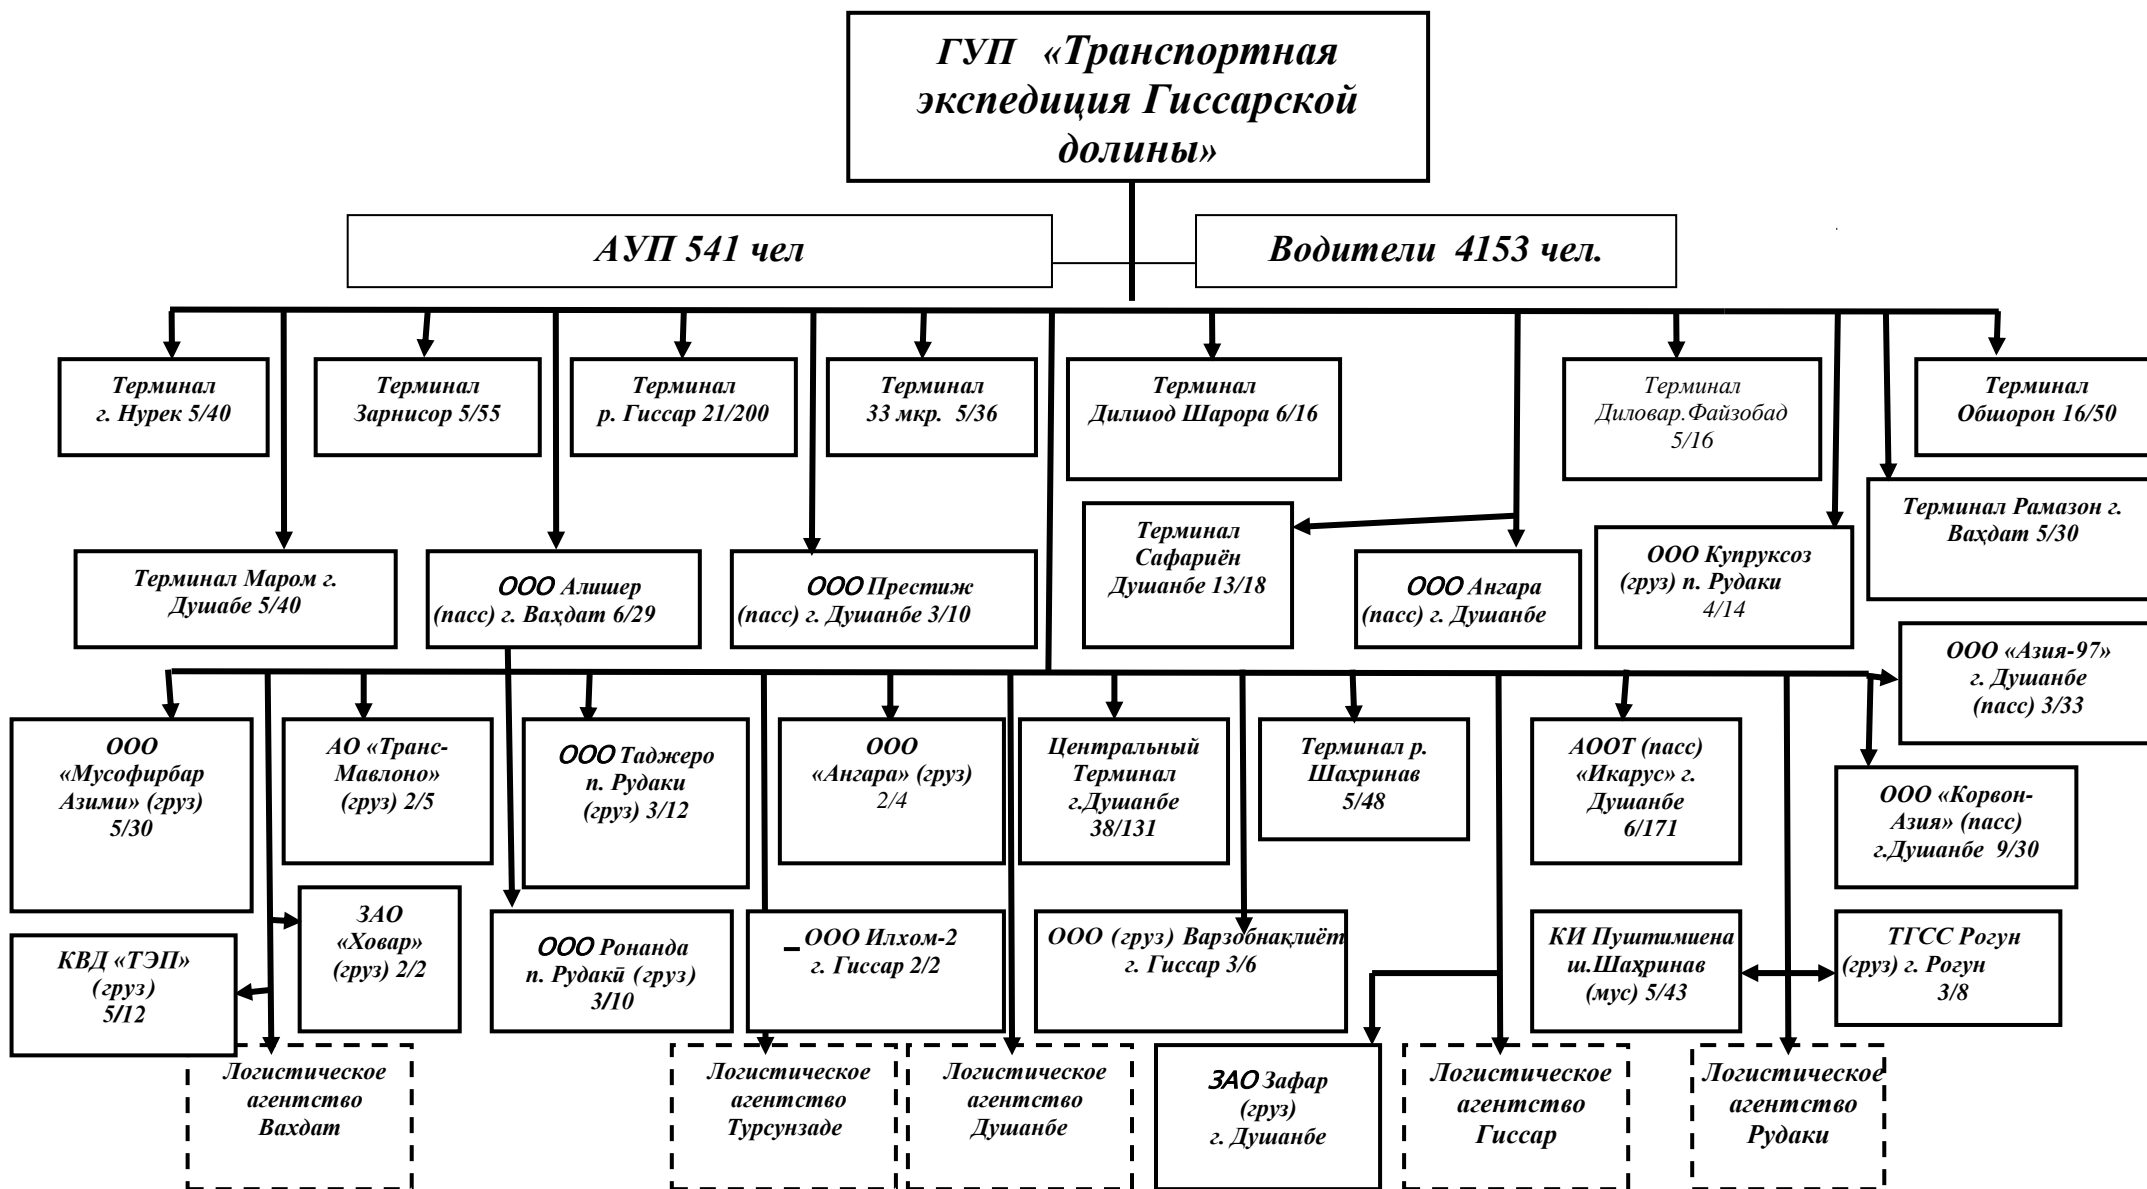 ГУП «Транспортная
экспедиция Гиссарской
долины»
АУП 541 чел
Водители 4153 чел.
Терминал
г. Нурек 5/40
Терминал
Зарнисор 5/55
Терминал
р. Гиссар 21/200
Терминал
33 мкр. 5/36
Терминал
Дилшод Шарора 6/16
Терминал
Диловар.Файзобад
5/16
Терминал
Обшорон 16/50
Терминал Маром г.
Душабе 5/40
ООО Алишер
(пасс) г. Ваҳдат 6/29
ООО Престиж
(пасс) г. Душанбе 3/10
Терминал
Сафариён
Душанбе 13/18
ООО Ангара
(пасс) г. Душанбе
ООО Купруксоз
(груз) п. Рудаки
4/14
Терминал Рамазон г.
Ваҳдат 5/30
ООО «Азия-97»
г. Душанбе
(пасс) 3/33
ООО
«Мусофирбар
Азими» (груз)
5/30
АО «Транс-
Мавлоно»
(груз) 2/5
ООО Таджеро
п. Рудаки
(груз) 3/12
ООО
«Ангара» (груз)
2/4
Центральный
Терминал
г.Душанбе
38/131
Терминал р.
Шахринав
5/48
АООТ (пасс)
«Икарус» г.
Душанбе
6/171
ООО «Корвон-
Азия» (пасс)
г.Душанбе 9/30
КВД «ТЭП»
(груз)
5/12
ЗАО
«Ховар»
(груз) 2/2
ООО Ронанда
п. Рудакӣ (груз)
3/10
_ООО Илхом-2
г. Гиссар 2/2
ООО (груз) Варзобнақлиёт
г. Гиссар 3/6
КИ Пуштимиена
ш.Шаҳринав
(мус) 5/43
ТГСС Рогун
(груз) г. Рогун
3/8
Логистическое
агентство
Вахдат
Логистическое
агентство
Турсунзаде
Логистическое
агентство
Душанбе
ЗАО Зафар
(груз)
г. Душанбе
Логистическое
агентство
Гиссар
Логистическое
агентство
Рудаки